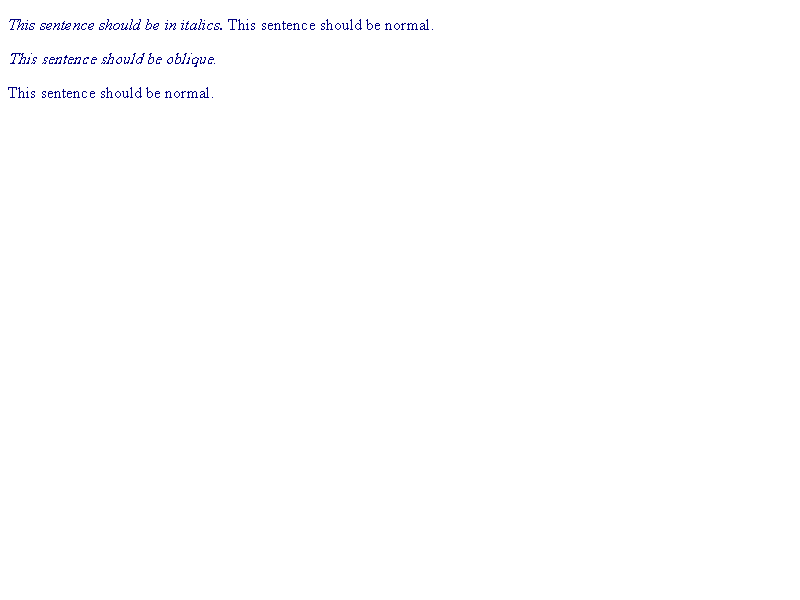 This sentence should be in italics. This sentence should be normal.
This sentence should be oblique.
This sentence should be normal.